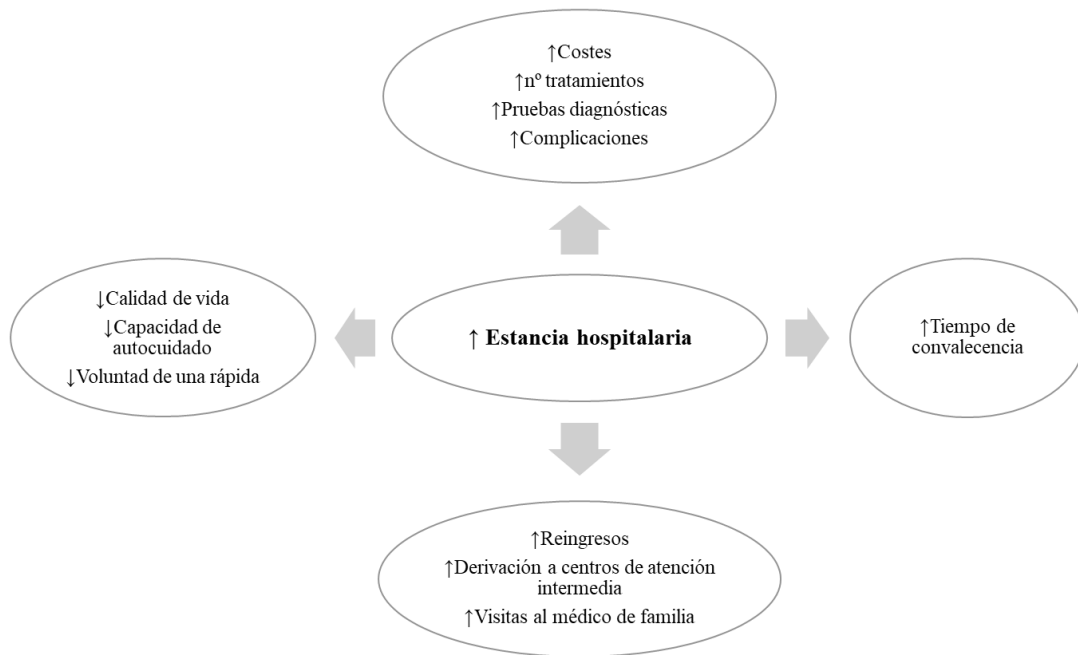 ↑Costes
↑nº tratamientos
↑Pruebas diagnósticas
↑Complicaciones
↓Calidad de vida
↓Capacidad de
autocuidado
↓Voluntad de una rápida
↑ Estancia hospitalaria
↑Tiempo de
convalecencia
↑Reingresos
↑Derivación a centros de atención
intermedia
↑Visitas al médico de familia